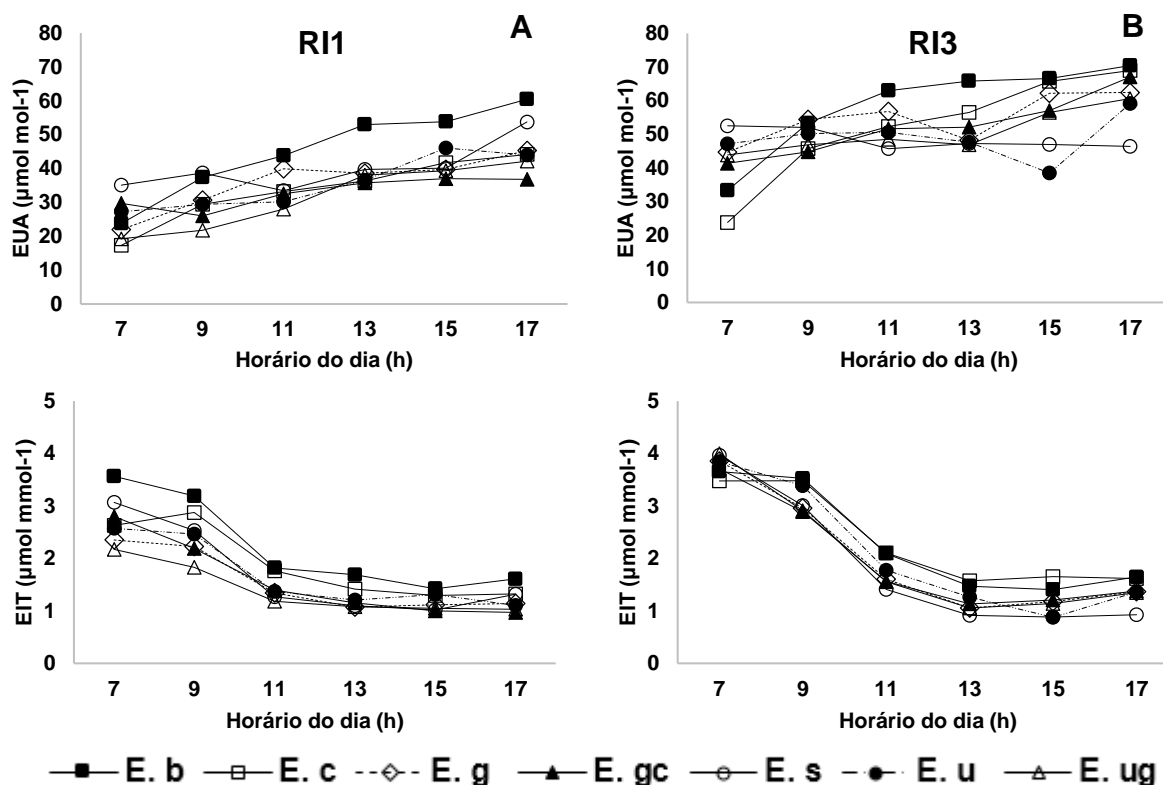 RI1
A
EUA (µmol mol-1)
80
70
60
50
40
30
20
10
0
7 9 11 13 15 17
Horário do dia (h)
RI3
B
EUA (µmol mol-1)
80
70
60
50
40
30
20
10
0
7 9 11 13 15 17
Horário do dia (h)
EIT (µmol mmol-1)
5
4
3
2
1
0
7 9 11 13 15 17
Horário do dia (h)
EIT (µmol mmol-1)
5
4
3
2
1
0
7 9 11 13 15 17
Horário do dia (h)
E. b E. c E. g E. gc E. s E. u E. ug